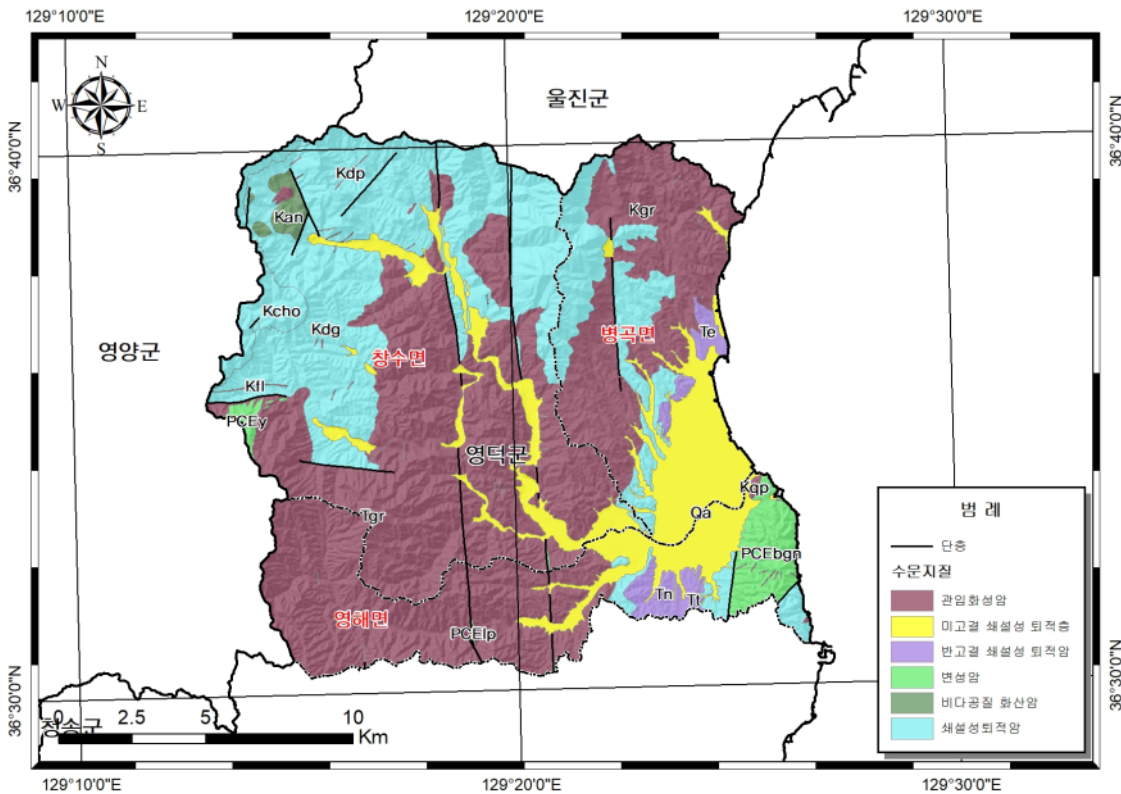 129°10'0"E
129°20'0"E
129°30'0"E
N
W
E
S
울진군
36°40'0"N
36°40'0"N
Kdp
Kan
Kgr
Kcho
Kdg
Te
영양군
창수면
병곡면
Kfl
PCEy
영덕군
Kqp
Qa
Tgr
PCEbgn
Tn
Tt
영해면
PCElp
범 례
단층
수문지질
관입화성암
미고결 쇄설성 퇴적층
반고결 쇄설성 퇴적암
변성암
비다공질 화산암
쇄설성퇴적암
36°30'0"N
36°30'0"N
청송군
0
2.5
5
10
Km
129°10'0"E
129°20'0"E
129°30'0"E